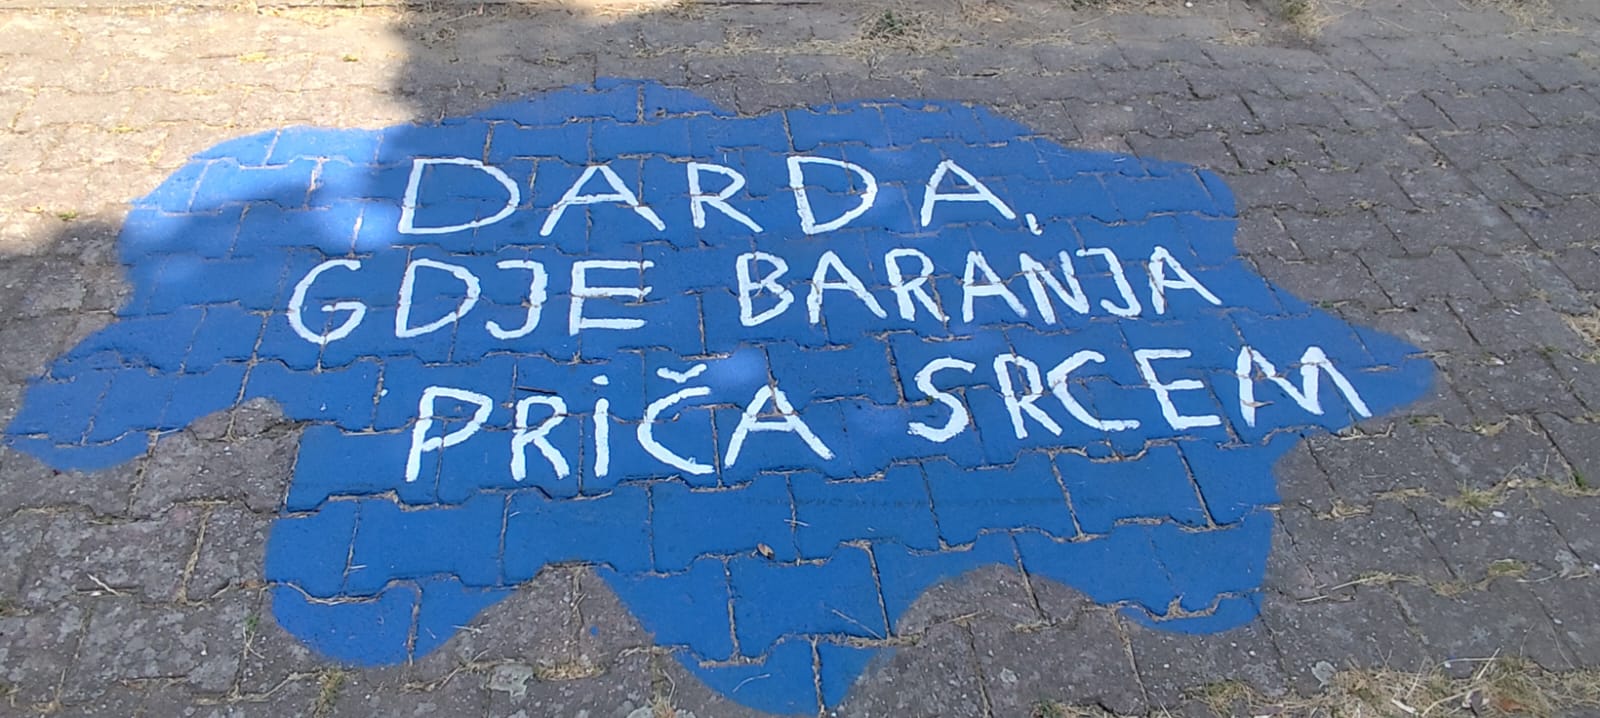 DARDA,
GDJE BARANJA
PRIČA SRCEM